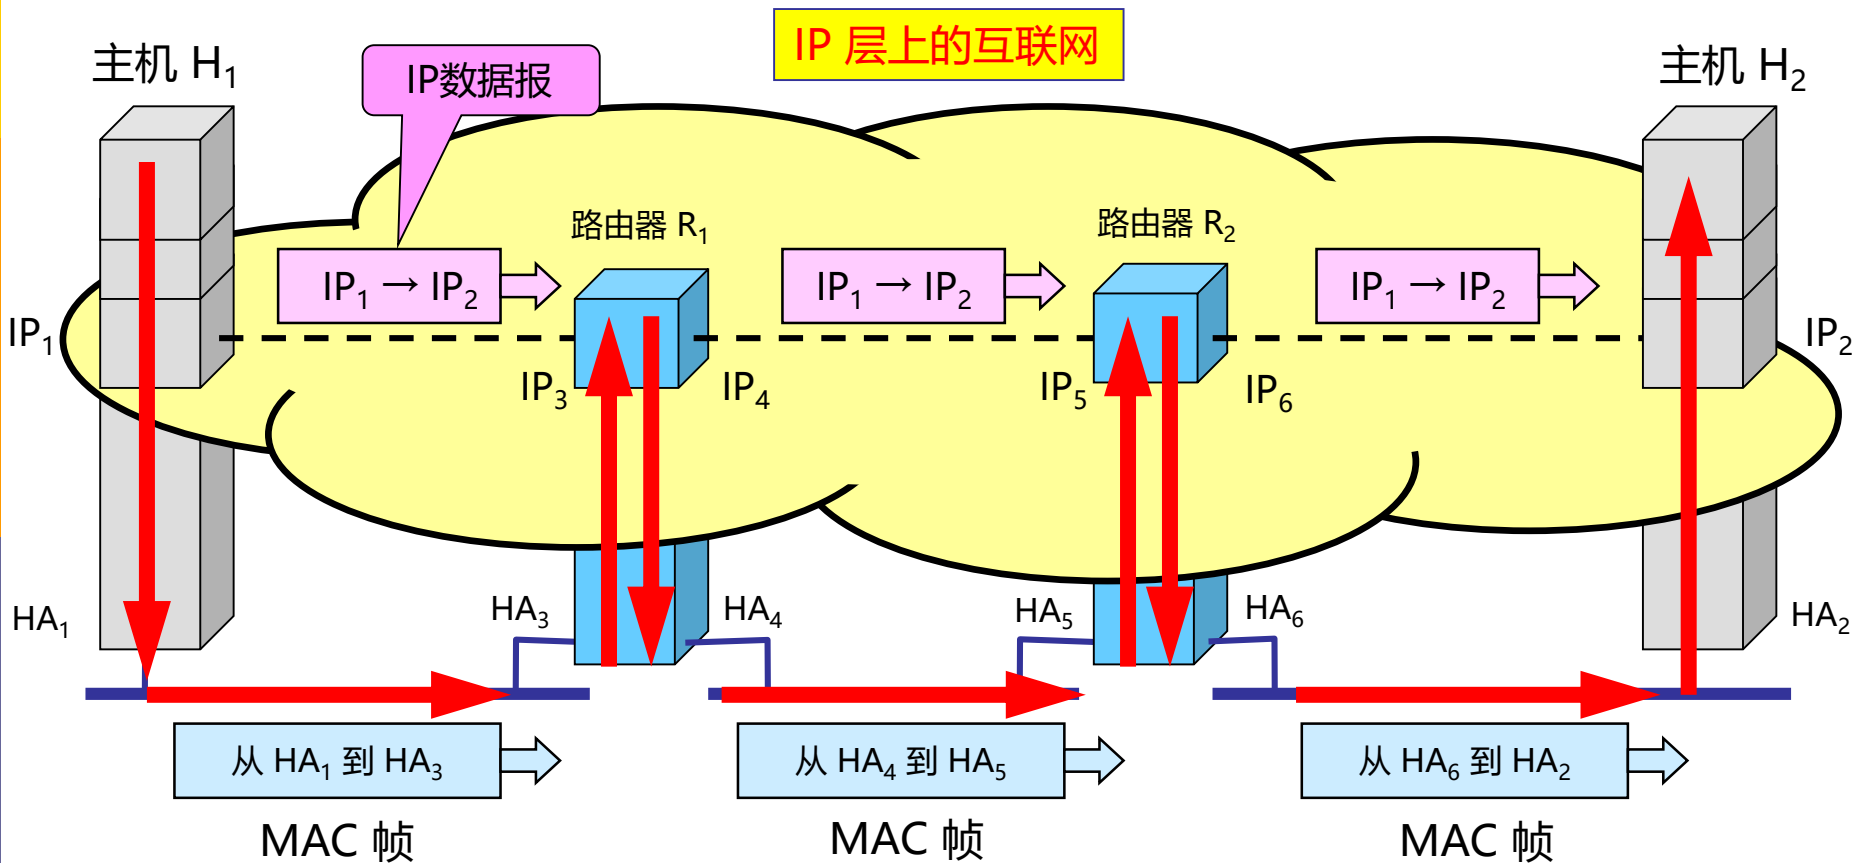 IP 层上的互联网
主机 H₁
IP数据报
主机 H₂
路由器 R₁
路由器 R₂
IP₁ → IP₂
IP₁ → IP₂
IP₁ → IP₂
IP₁
IP₂
IP₃
IP₄
IP₅
IP₆
HA₁
HA₃
HA₄
HA₅
HA₆
HA₂
从 HA₁ 到 HA₃
从 HA₄ 到 HA₅
从 HA₆ 到 HA₂
MAC 帧
MAC 帧
MAC 帧